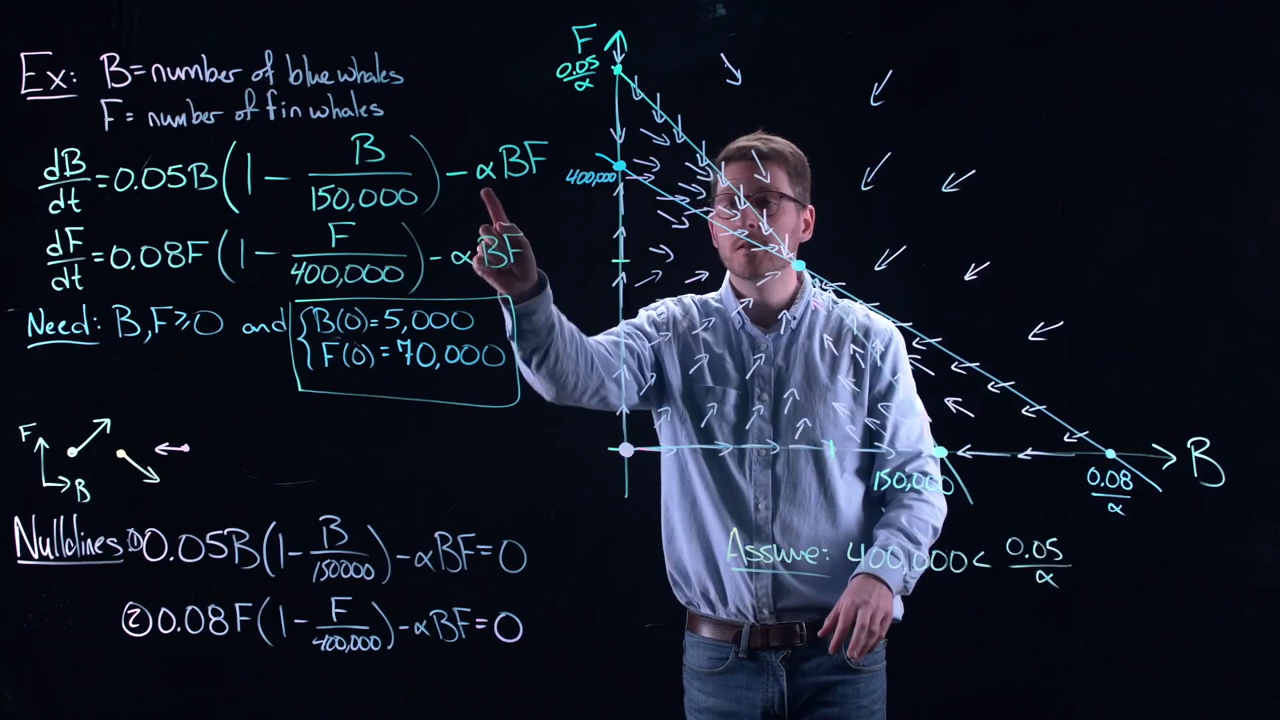 Ex: B = number of blue whales
F = number of fin whales
dB/dt = 0.05B(1 - B/150,000) - αBF
dF/dt = 0.08F(1 - F/400,000) - αBF
Need: B, F ≥ 0 and { B(0) = 5,000
F(0) = 70,000
F
B
Nullclines: ① 0.05B(1 - B/150000) - αBF = 0
② 0.08F(1 - F/400,000) - αBF = 0
F
0.05/α
400,000
150,000
0.08/α
B
Assume: 400,000 < 0.05/α